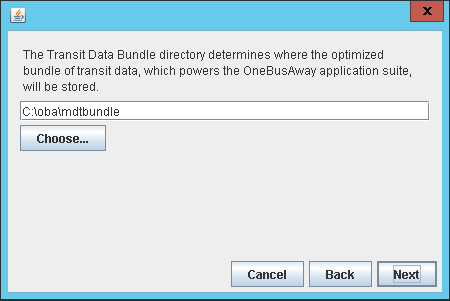 The Transit Data Bundle directory determines where the optimized
bundle of transit data, which powers the OneBusAway application suite,
will be stored.
C:\oba\mdtbundle
Choose...
Cancel Back Next